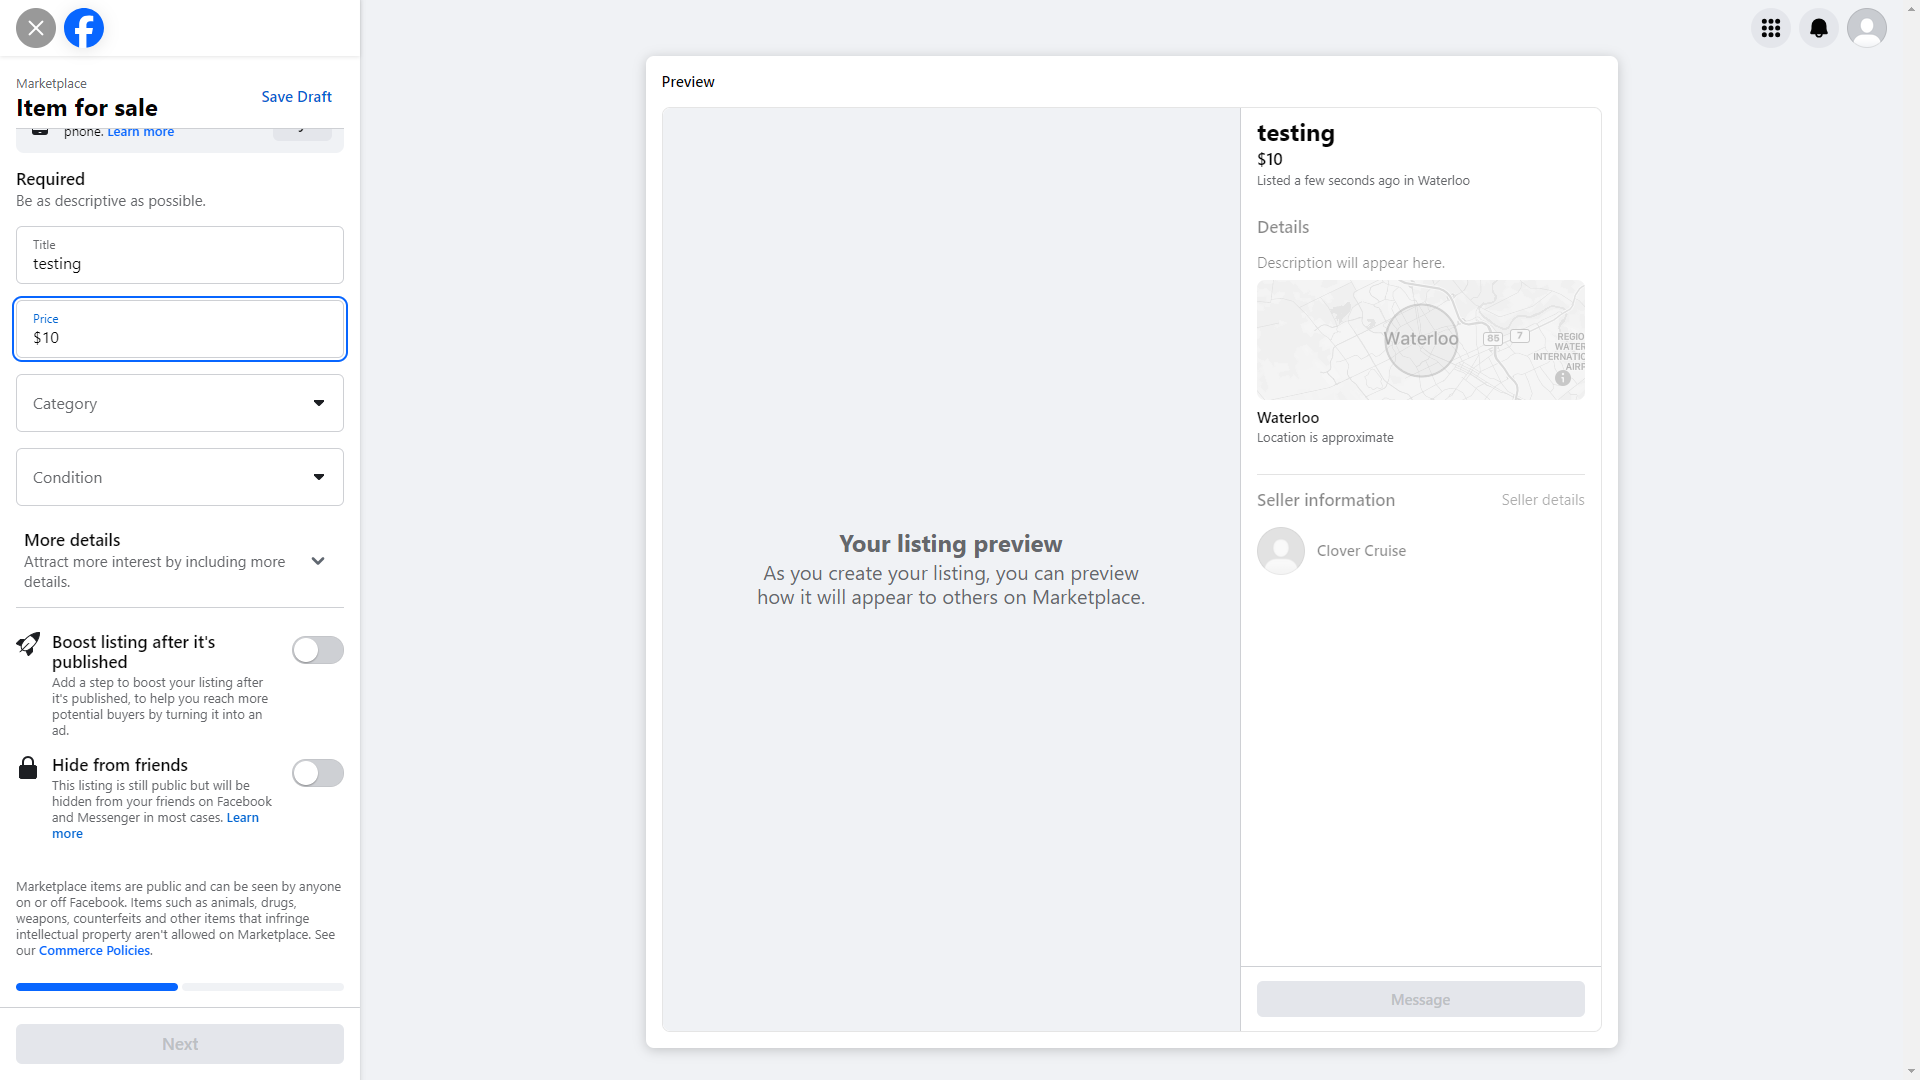 Marketplace
Item for sale
Save Draft
phone. Learn more
Required
Be as descriptive as possible.
Title
testing
Price
$10
Category
Condition
More details
Attract more interest by including more
details.
Boost listing after it's
published
Add a step to boost your listing after
it's published, to help you reach more
potential buyers by turning it into an
ad.
Hide from friends
This listing is still public but will be
hidden from your friends on Facebook
and Messenger in most cases. Learn
more
Marketplace items are public and can be seen by anyone
on or off Facebook. Items such as animals, drugs,
weapons, counterfeits and other items that infringe
intellectual property aren't allowed on Marketplace. See
our Commerce Policies.
Next
Preview
Your listing preview
As you create your listing, you can preview
how it will appear to others on Marketplace.
testing
$10
Listed a few seconds ago in Waterloo
Details
Description will appear here.
Waterloo
85
7
REGIO
WATER
INTERNATIC
AIRF
Waterloo
Location is approximate
Seller information
Seller details
Clover Cruise
Message